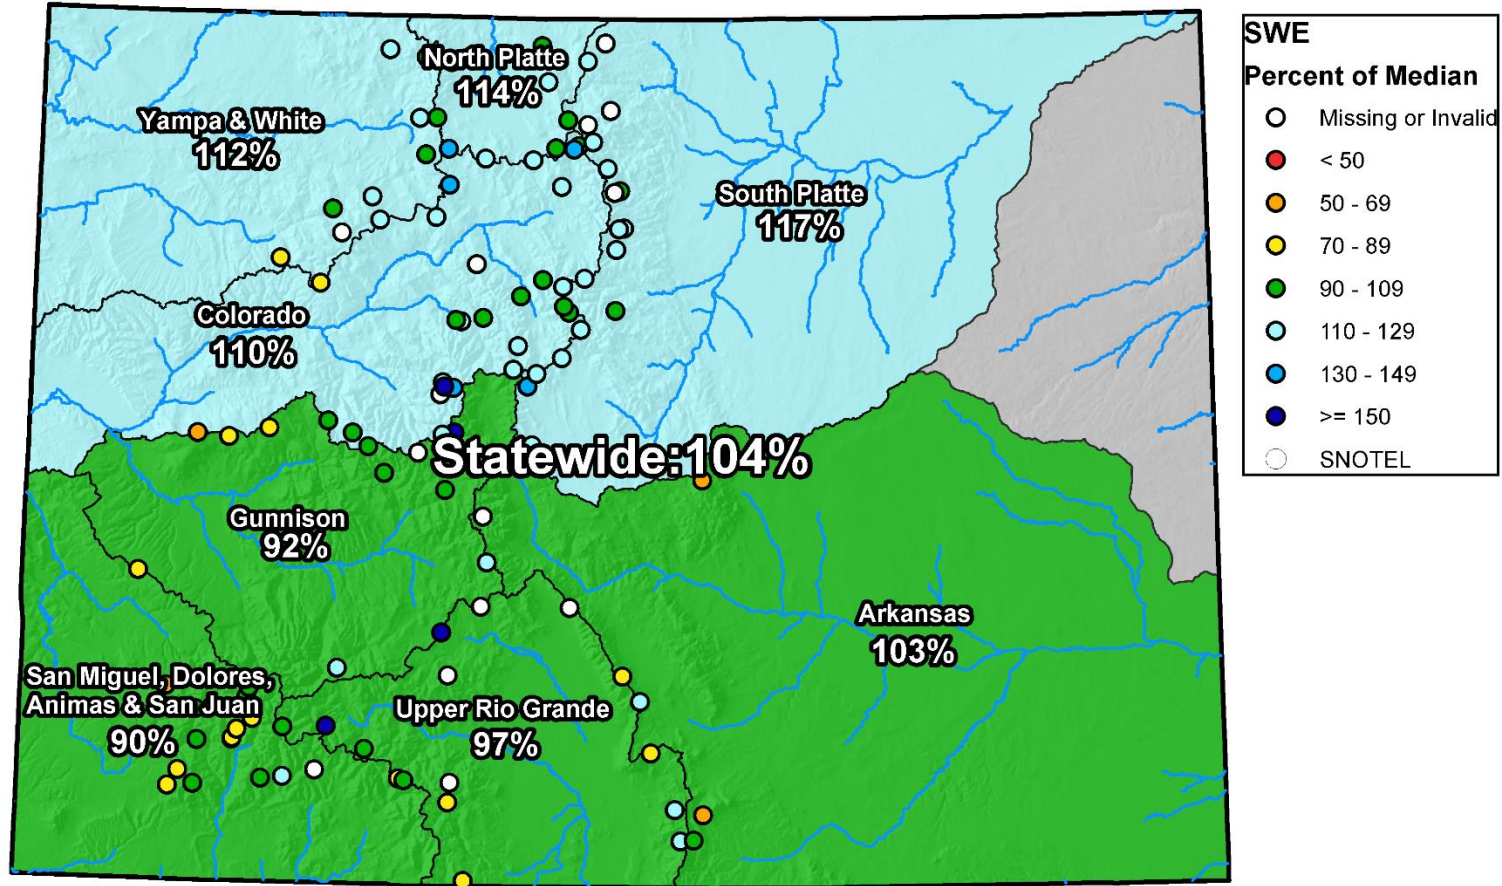 North Platte
114%
Yampa & White
112%
South Platte
117%
Colorado
110%
Statewide:104%
Gunnison
92%
Arkansas
103%
San Miguel, Dolores,
Animas & San Juan
90%
Upper Rio Grande
97%
SWE
Percent of Median
Missing or Invalid
< 50
50 - 69
70 - 89
90 - 109
110 - 129
130 - 149
>= 150
SNOTEL